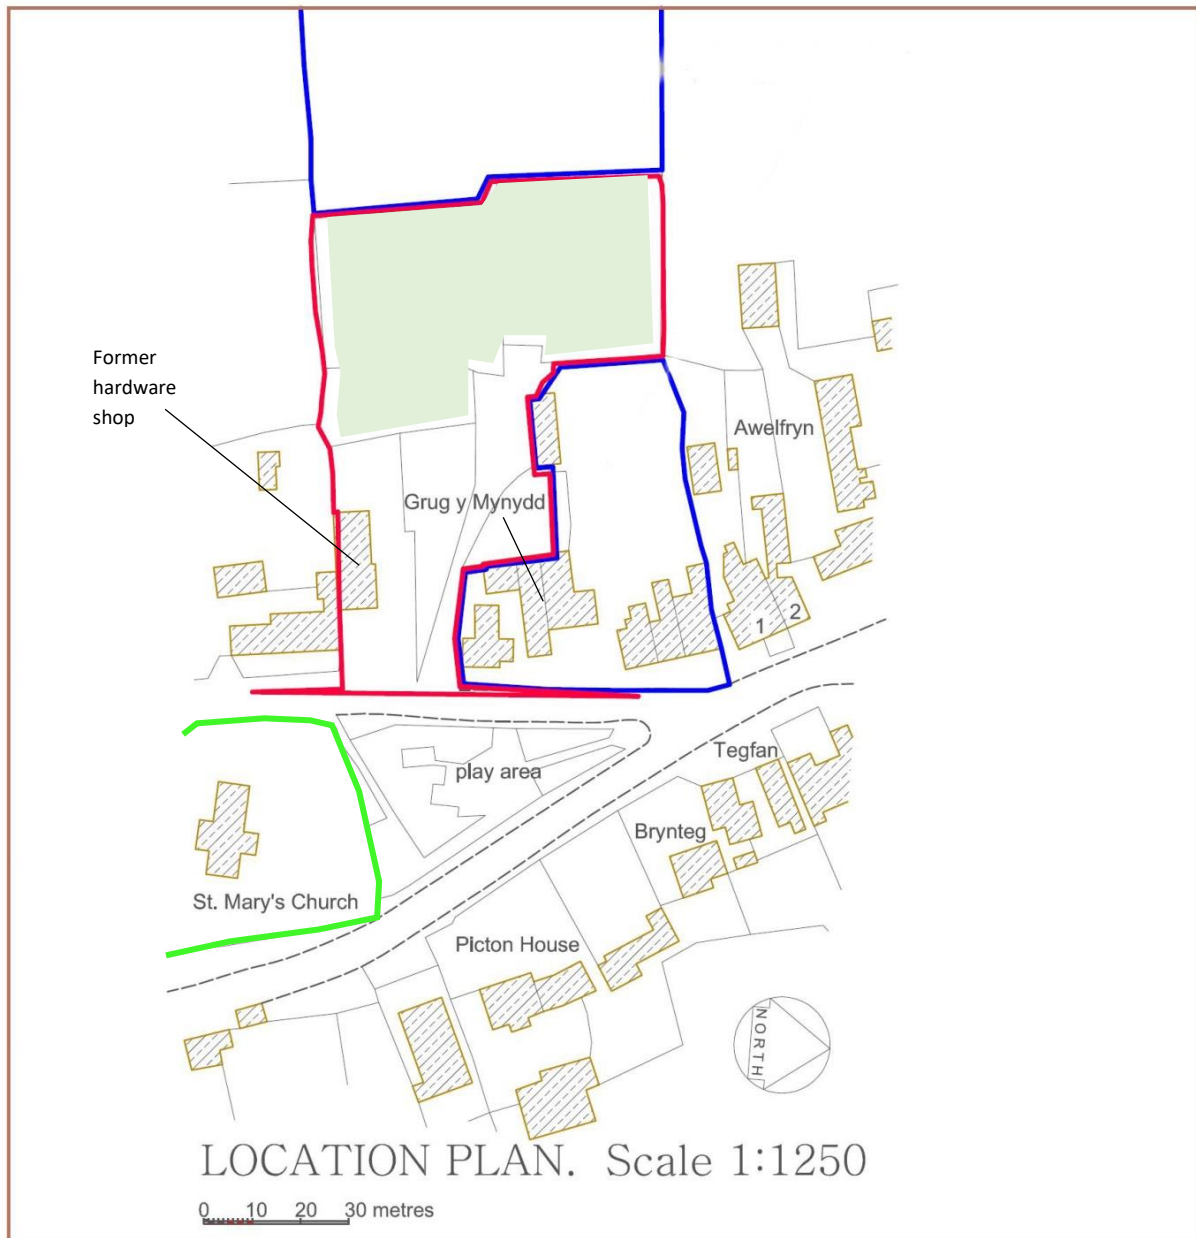 Former
hardware
shop
Awelfryn
Grug y Mynydd
1
2
Tegfan
play area
Brynteg
St. Mary's Church
Picton House
NORTH
LOCATION PLAN. Scale 1:1250
0 10 20 30 metres